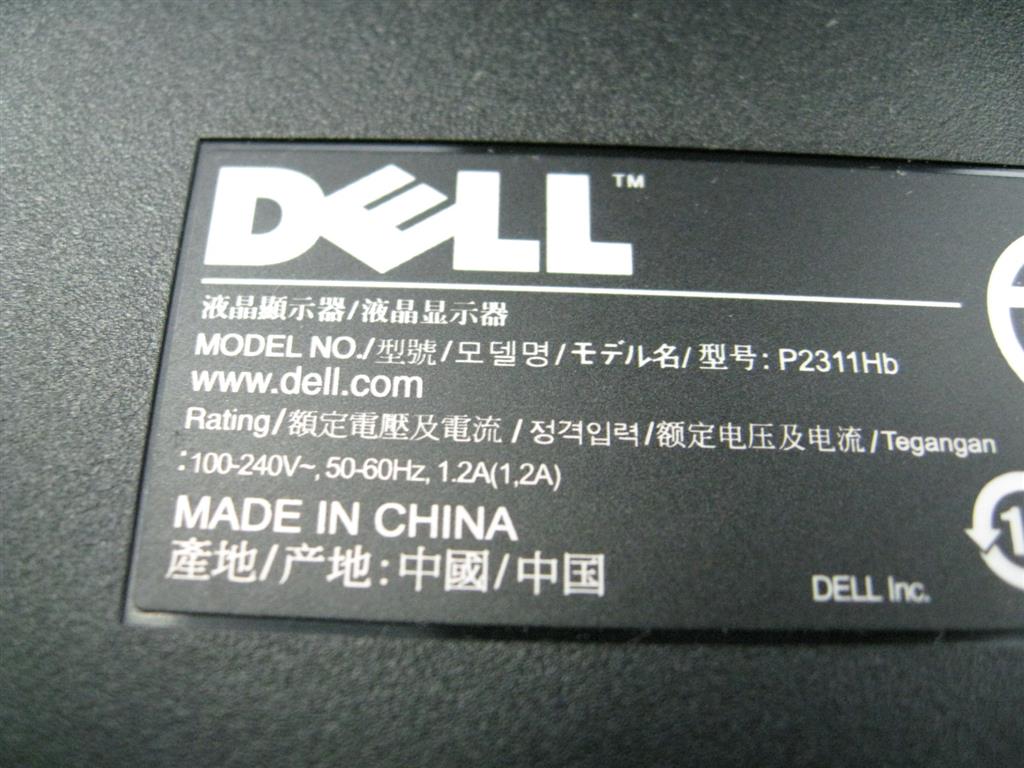 DELL™
液晶顯示器/液晶显示器
MODEL NO./型號/모델명/モデル名/型号: P2311Hb
www.dell.com
Rating/額定電壓及電流/정격입력/额定电压及电流/Tegangan
:100-240V~, 50-60Hz, 1.2A(1,2A)
MADE IN CHINA
產地/产地:中國/中国
DELL Inc.
1